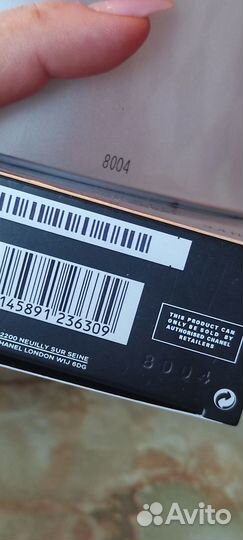 8004
145891 236309
2200 NEUILLY SUR SEINE
HANEL LONDON W1J 6DG
THIS PRODUCT CAN
ONLY BE SOLD BY
AUTHORISED CHANEL
RETAILERS
8004
Avito